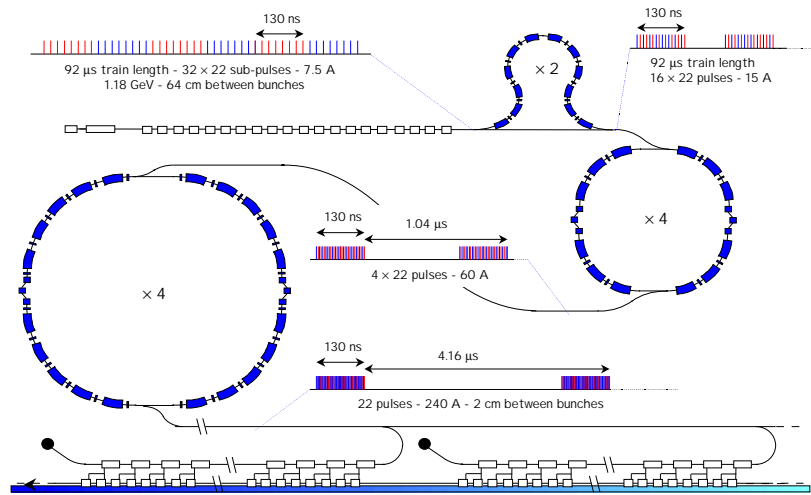 130 ns
92 µs train length - 32 × 22 sub-pulses - 7.5 A
1.18 GeV - 64 cm between bunches
× 2
130 ns
92 µs train length
16 × 22 pulses - 15 A
× 4
130 ns
1.04 µs
4 × 22 pulses - 60 A
× 4
130 ns
4.16 µs
22 pulses - 240 A - 2 cm between bunches